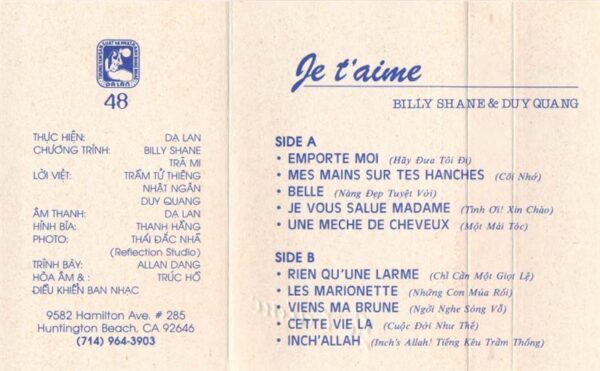 DẠ LAN
48
THỰC HIỆN: DẠ LAN
CHƯƠNG TRÌNH: BILLY SHANE
TRÀ MI
LỜI VIỆT: TRẦM TỬ THIÊNG
NHẬT NGÂN
DUY QUANG
ÂM THANH: DẠ LAN
HÌNH BÌA: THANH HẰNG
PHOTO: THÁI ĐẮC NHÃ
(Reflection Studio)
TRÌNH BÀY: ALLAN DANG
HÒA ÂM & : TRÚC HỒ
ĐIỀU KHIỂN BAN NHẠC
9582 Hamilton Ave. # 285
Huntington Beach, CA 92646
(714) 964-3903
Je t'aime
BILLY SHANE & DUY QUANG
SIDE A
• EMPORTE MOI (Hãy Đưa Tôi Đi)
• MES MAINS SUR TES HANCHES (Cõi Nhớ)
• BELLE (Nàng Đẹp Tuyệt Vời)
• JE VOUS SALUE MADAME (Tình Ơi! Xin Chào)
• UNE MECHE DE CHEVEUX (Một Mái Tóc)
SIDE B
• RIEN QU'UNE LARME (Chỉ Cần Một Giọt Lệ)
• LES MARIONETTE (Những Con Múa Rối)
• VIENS MA BRUNE (Ngồi Nghe Sóng Vỗ)
• CETTE VIE LA (Cuộc Đời Như Thế)
• INCH'ALLAH (Inch's Allah! Tiếng Kêu Trầm Thống)